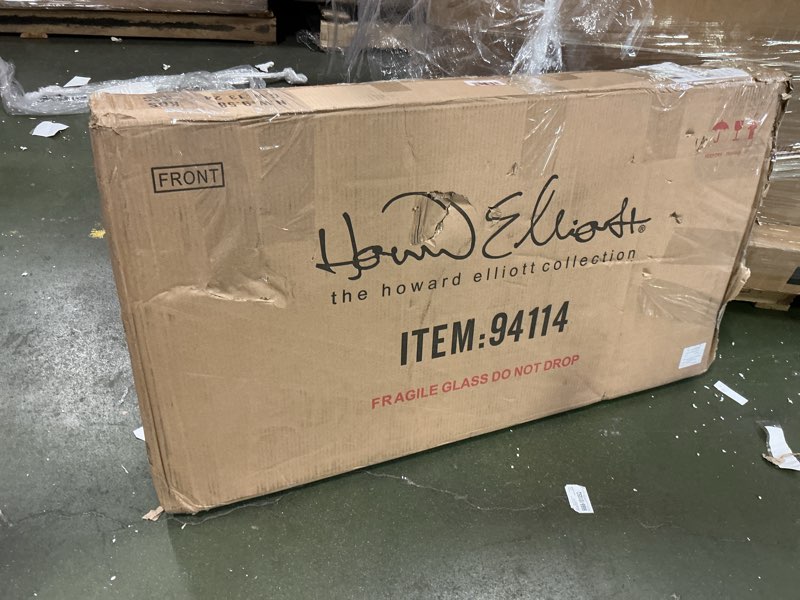 FRONT
Howard Elliott®
the howard elliott collection
ITEM:94114
FRAGILE GLASS DO NOT DROP